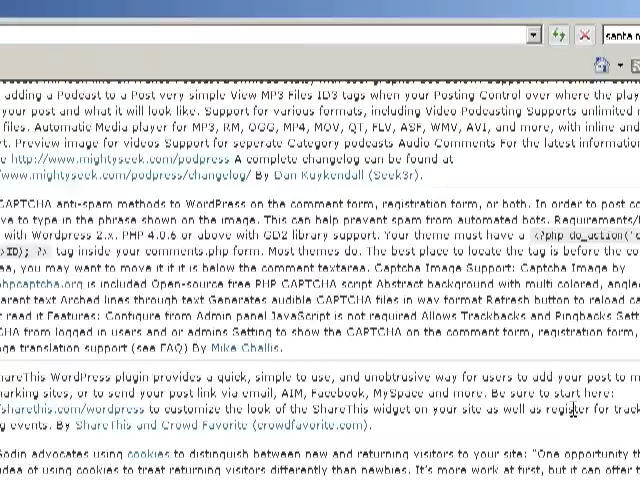 santa m
adding a Podcast to a Post very simple View MP3 Files ID3 tags when your Posting Control over where the play
your post and what it will look like. Support for various formats, including Video Podcasting Supports unlimited
files. Automatic Media player for MP3, RM, OGG, MP4, MOV, QT, FLV, ASF, WMV, AVI, and more, with inline and
rt. Preview image for videos Support for seperate Category podcasts Audio Comments For the latest information
e http://www.mightyseek.com/podpress A complete changelog can be found at
/www.mightyseek.com/podpress/changelog/ By Dan Kuykendall (Seek3r).
CAPTCHA anti-spam methods to WordPress on the comment form, registration form, or both. In order to post co
ve to type in the phrase shown on the image. This can help prevent spam from automated bots. Requirements/
with Wordpress 2.x. PHP 4.0.6 or above with GD2 library support. Your theme must have a <?php do_action('c
>ID); ?> tag inside your comments.php form. Most themes do. The best place to locate the tag is before the co
ea, you may want to move it if it is below the comment textarea. Captcha Image Support: Captcha Image by
phpcaptcha.org is included Open-source free PHP CAPTCHA script Abstract background with multi colored, angle
arent text Arched lines through text Generates audible CAPTCHA files in wav format Refresh button to reload ca
t read it Features: Configure from Admin panel JavaScript is not required Allows Trackbacks and Pingbacks Sett
CHA from logged in users and or admins Setting to show the CAPTCHA on the comment form, registration form,
ge translation support (see FAQ) By Mike Challis.
hareThis WordPress plugin provides a quick, simple to use, and unobtrusive way for users to add your post to m
marking sites, or to send your post link via email, AIM, Facebook, MySpace and more. Be sure to start here:
/sharethis.com/wordpress to customize the look of the ShareThis widget on your site as well as register for track
g events. By ShareThis and Crowd Favorite (crowdfavorite.com).
Godin advocates using cookies to distinguish between new and returning visitors to your site: "One opportunity th
idea of using cookies to treat returning visitors differently than newbies. It's more work at first, but it can offer t